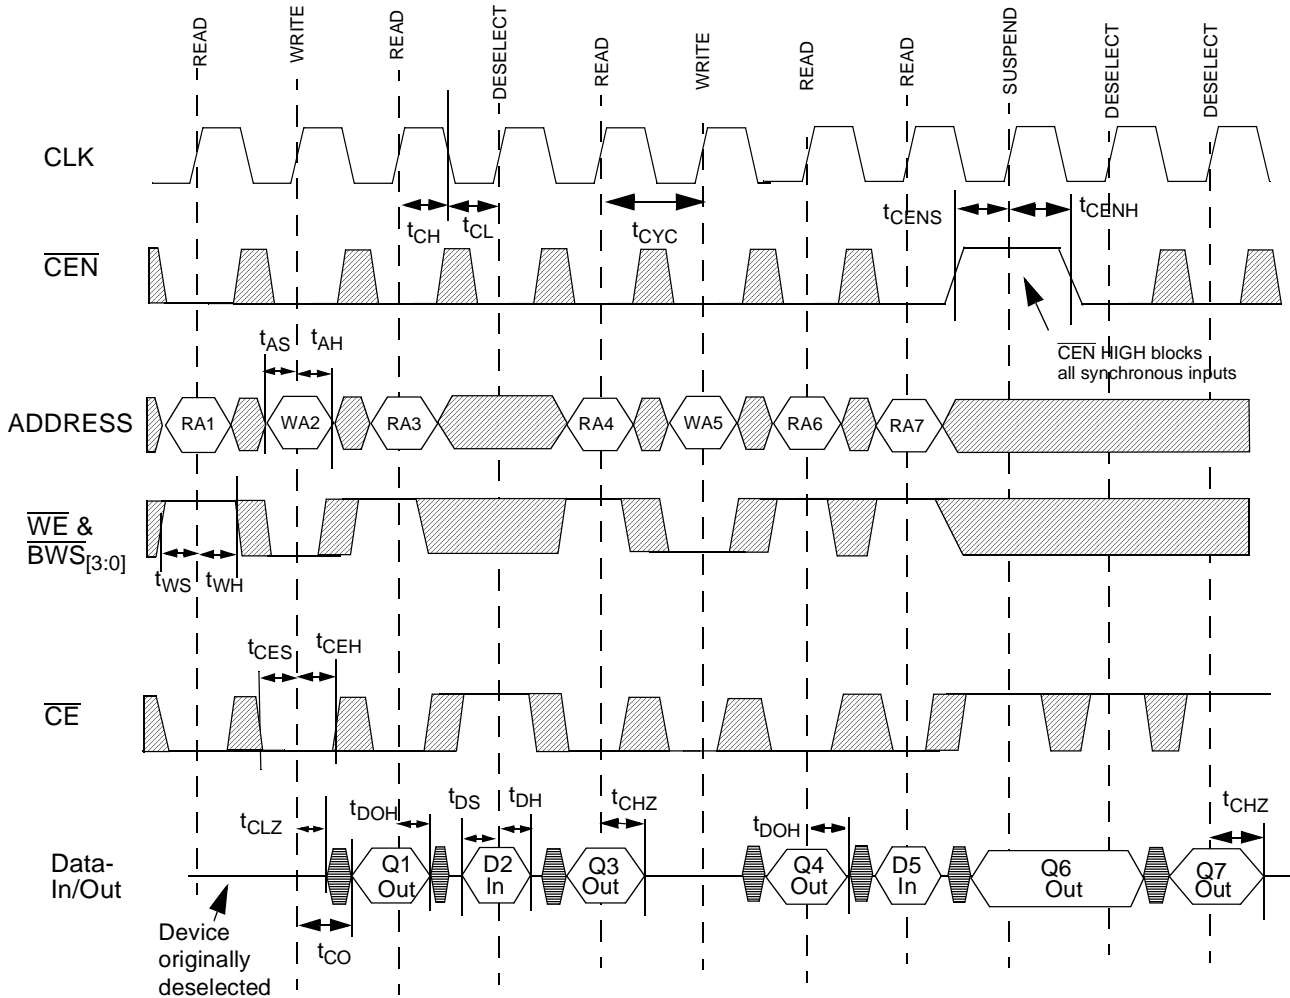 READ
WRITE
READ
DESELECT
READ
WRITE
READ
READ
SUSPEND
DESELECT
DESELECT
CLK
tCH
tCL
tCYC
tCENS
tCENH
CEN
CEN HIGH blocks
all synchronous inputs
tAS
tAH
ADDRESS
RA1
WA2
RA3
RA4
WA5
RA6
RA7
WE &
BWS[3:0]
tWS
tWH
tCES
tCEH
CE
tCLZ
tDOH
tDS
tDH
tCHZ
tDOH
tCHZ
Data-
In/Out
Q1
Out
D2
In
Q3
Out
Q4
Out
D5
In
Q6
Out
Q7
Out
tCO
Device
originally
deselected